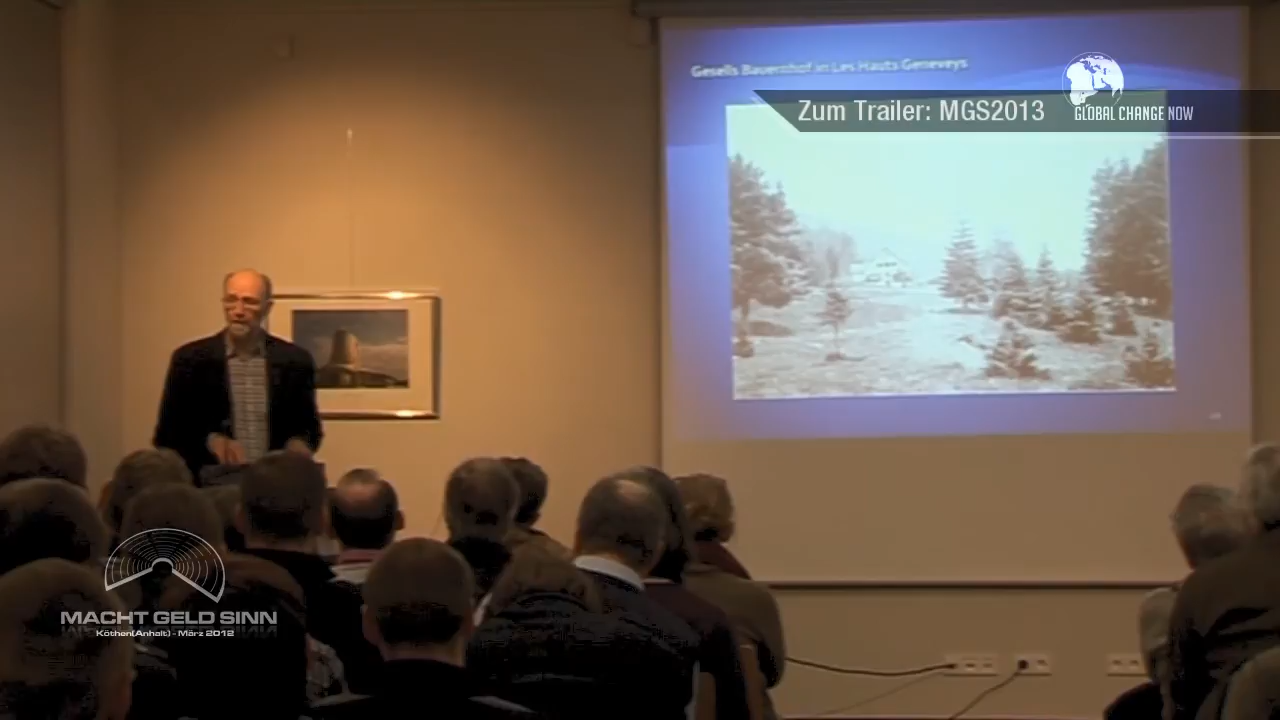 Gesells Bauernhof in Les Hauts Geneveys
Zum Trailer: MGS2013
GLOBAL CHANGE NOW
MACHT GELD SINN
Köthen(Anhalt) - März 2012